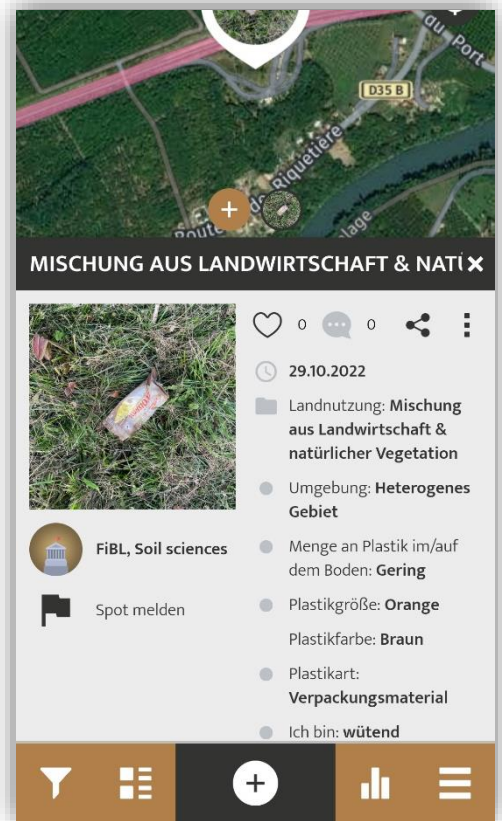 au Port
D35 B
Route de Riquetière
lage
MISCHUNG AUS LANDWIRTSCHAFT & NATÜ
0
0
29.10.2022
Landnutzung: Mischung
aus Landwirtschaft &
natürlicher Vegetation
Umgebung: Heterogenes
Gebiet
Menge an Plastik im/auf
dem Boden: Gering
FiBL, Soil sciences
Spot melden
Plastikgröße: Orange
Plastikfarbe: Braun
Plastikart:
Verpackungsmaterial
Ich bin: wütend